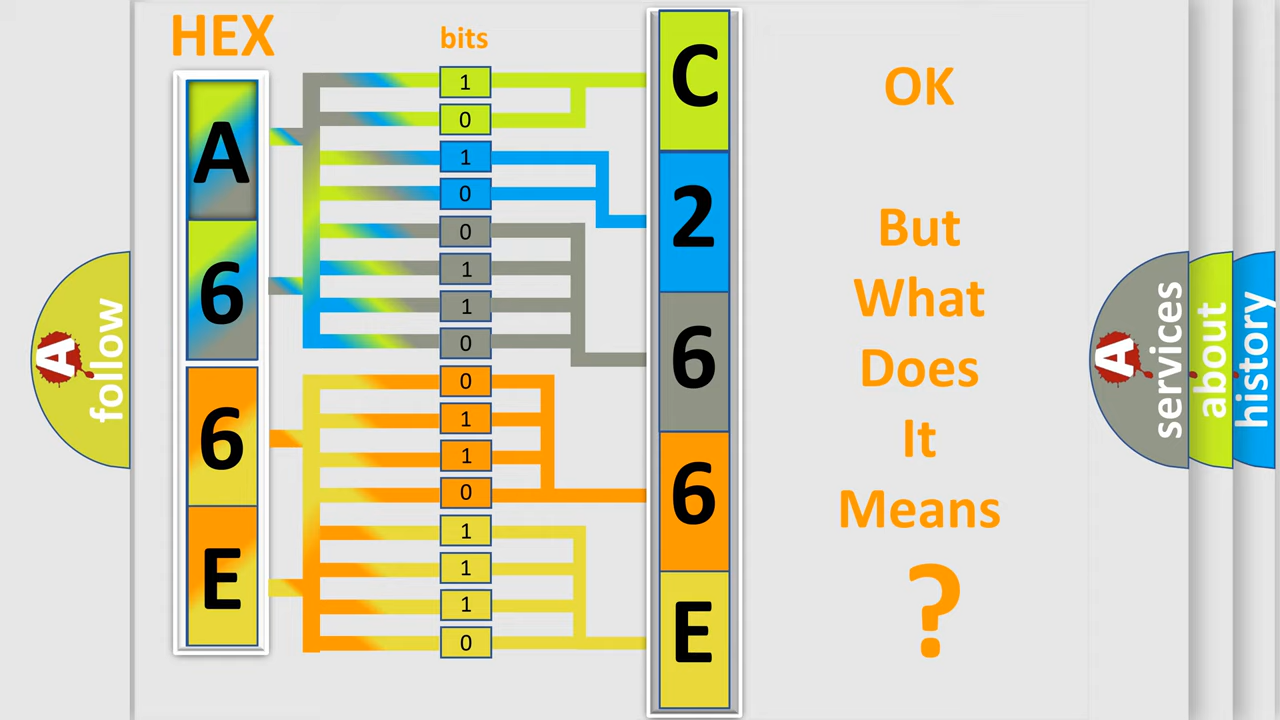 HEX
bits
A
6
6
E
1
0
1
0
0
1
1
0
0
1
1
0
1
1
1
0
C
2
6
6
E
OK
But
What
Does
It
Means
?
A
follow
A
services
about
history